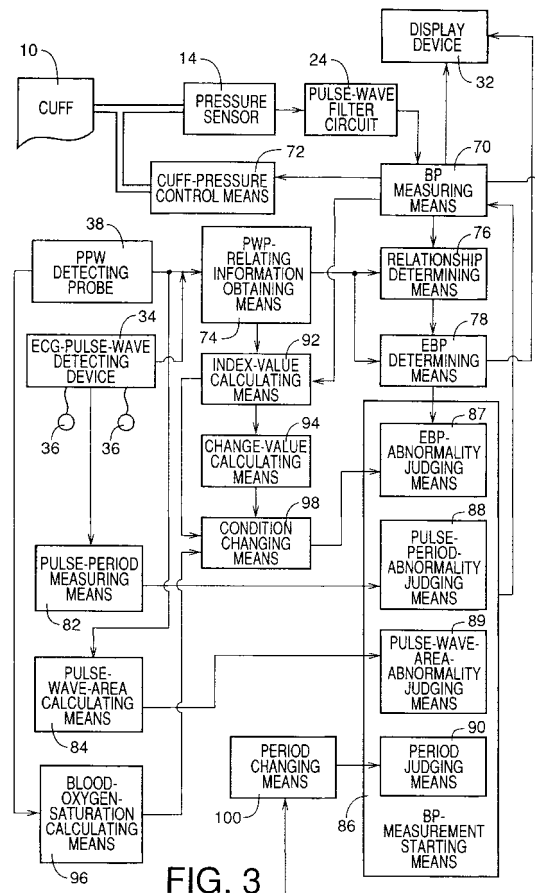 10
CUFF
14
PRESSURE
SENSOR
24
PULSE-WAVE
FILTER
CIRCUIT
DISPLAY
DEVICE
32
72
CUFF-PRESSURE
CONTROL MEANS
70
BP
MEASURING
MEANS
38
PPW
DETECTING
PROBE
PWP-
RELATING
INFORMATION
OBTAINING
MEANS
74
76
RELATIONSHIP
DETERMINING
MEANS
34
ECG-PULSE-WAVE
DETECTING
DEVICE
36
36
92
INDEX-VALUE
CALCULATING
MEANS
78
EBP
DETERMINING
MEANS
94
CHANGE-VALUE
CALCULATING
MEANS
87
EBP-
ABNORMALITY
JUDGING
MEANS
98
CONDITION
CHANGING
MEANS
88
PULSE-
PERIOD-
ABNORMALITY
JUDGING
MEANS
PULSE-PERIOD
MEASURING
MEANS
82
89
PULSE-WAVE-
AREA-
ABNORMALITY
JUDGING
MEANS
PULSE-
WAVE-AREA
CALCULATING
MEANS
84
90
PERIOD
JUDGING
MEANS
PERIOD
CHANGING
MEANS
100
BLOOD-
OXYGEN-
SATURATION
CALCULATING
MEANS
96
86
BP-
MEASUREMENT
STARTING
MEANS
FIG. 3